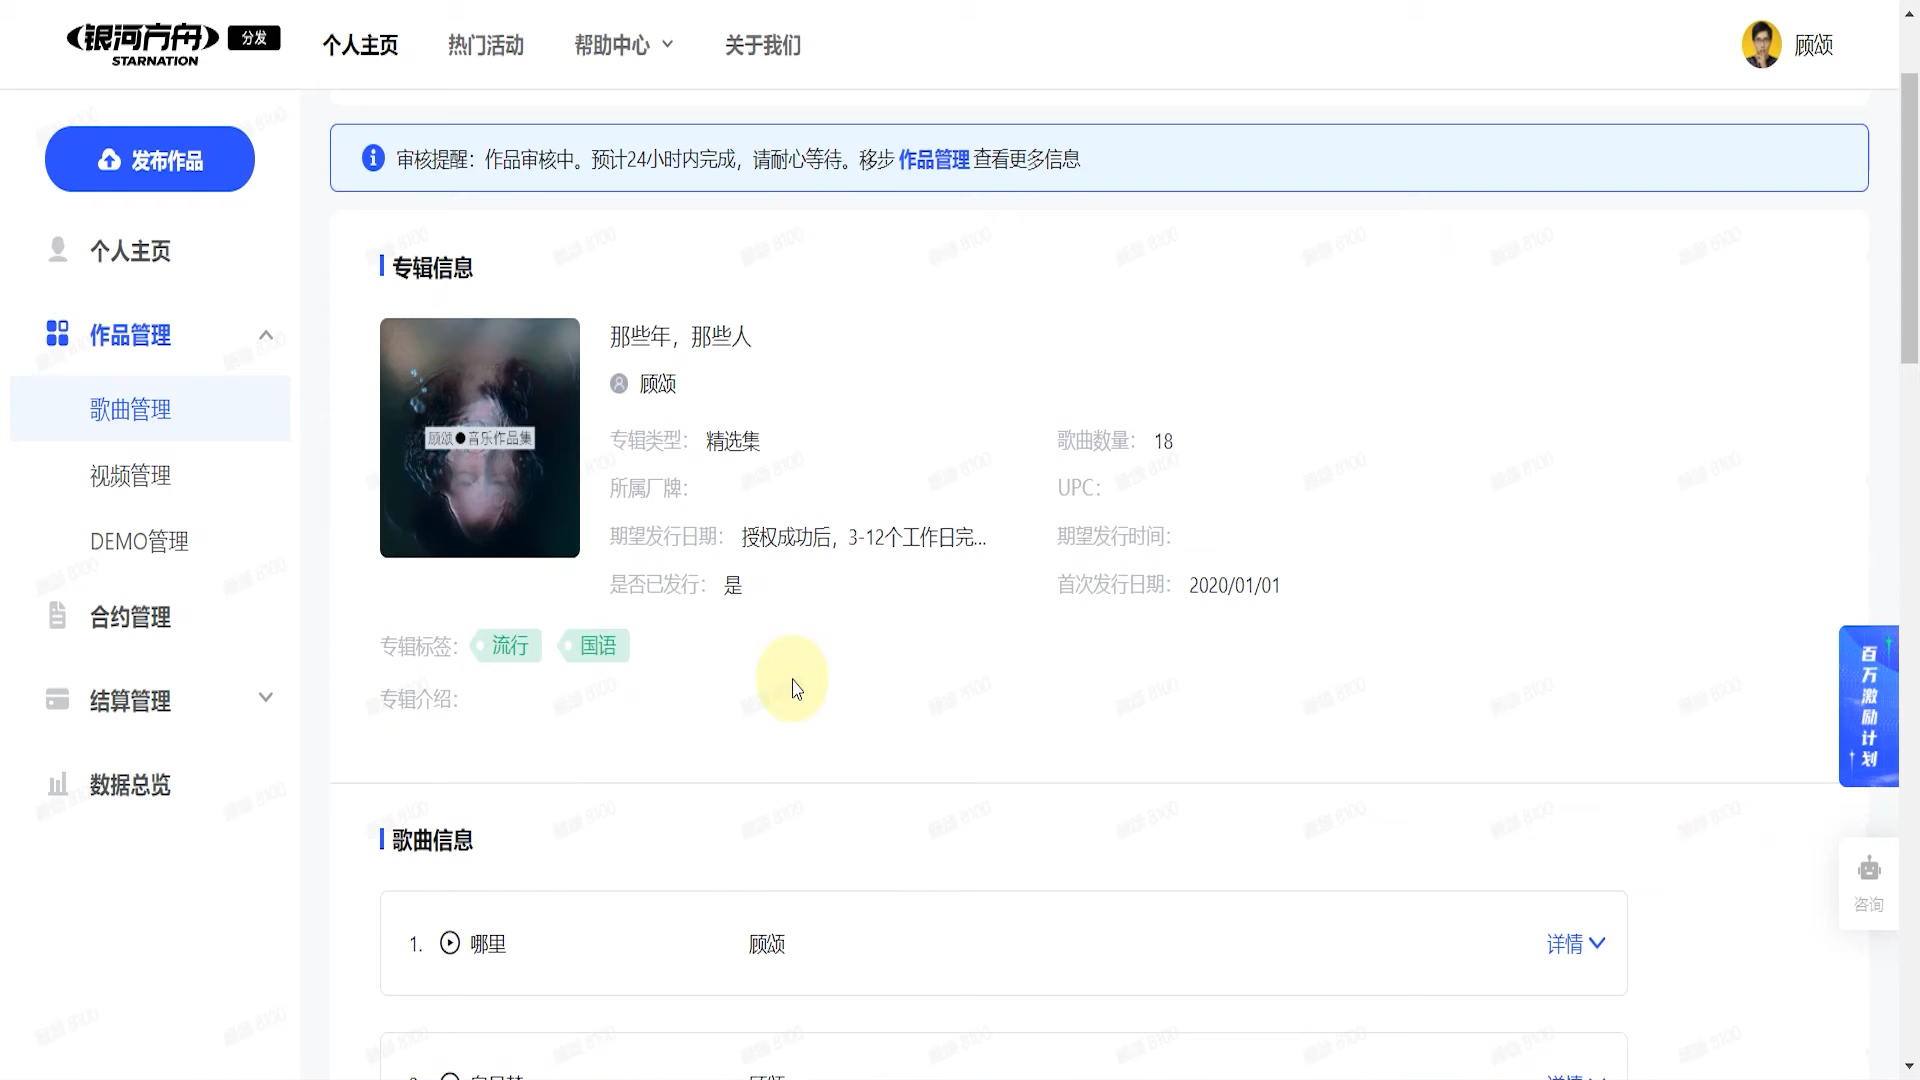 银河方舟 分发
STARNATION
个人主页 热门活动 帮助中心 关于我们
顾颂
发布作品
个人主页
作品管理
歌曲管理
视频管理
DEMO管理
合约管理
结算管理
数据总览
审核提醒：作品审核中。预计24小时内完成，请耐心等待。移步 作品管理 查看更多信息
专辑信息
顾颂●音乐作品集
那些年，那些人
顾颂
专辑类型： 精选集 歌曲数量： 18
所属厂牌： UPC：
期望发行日期： 授权成功后，3-12个工作日完... 期望发行时间：
是否已发行： 是 首次发行日期： 2020/01/01
专辑标签： 流行 国语
专辑介绍：
歌曲信息
1. 哪里 顾颂 详情
百万激励计划
咨询